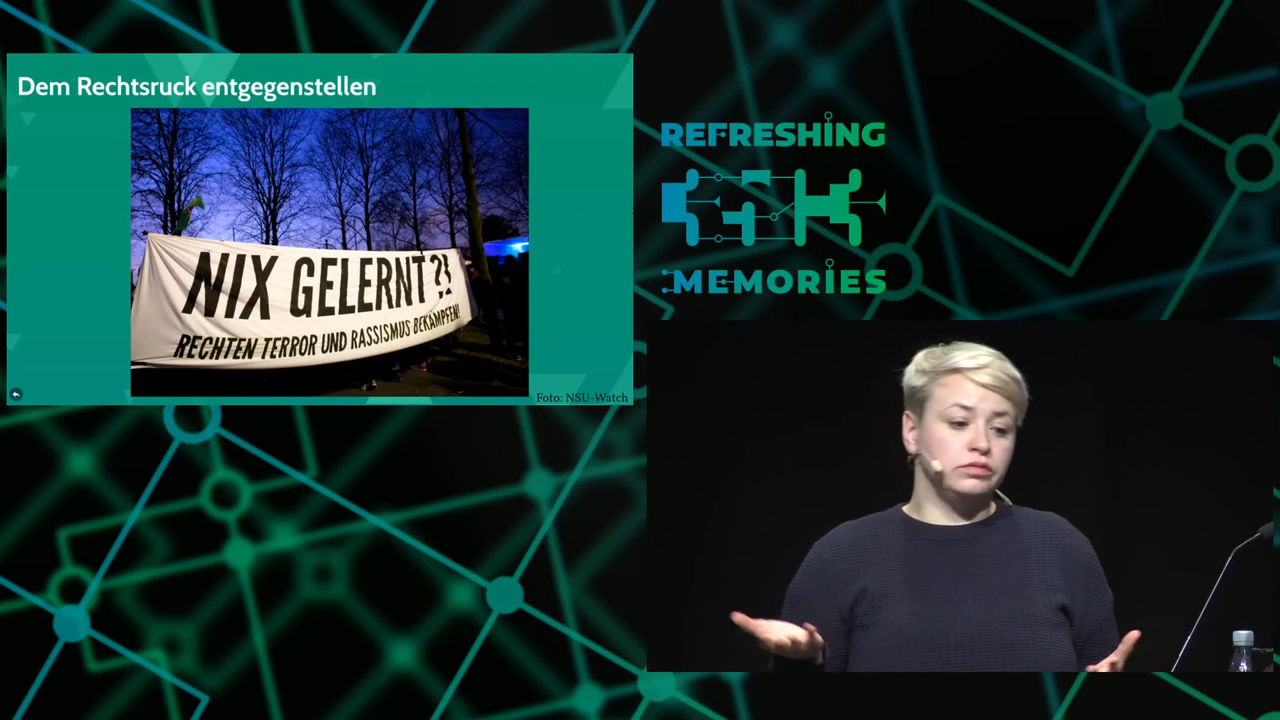 Dem Rechtsruck entgegenstellen
NIX GELERNT?!
RECHTEN TERROR UND RASSISMUS BEKÄMPFEN!
Foto: NSU-Watch
REFRESHING
:MEMORIES